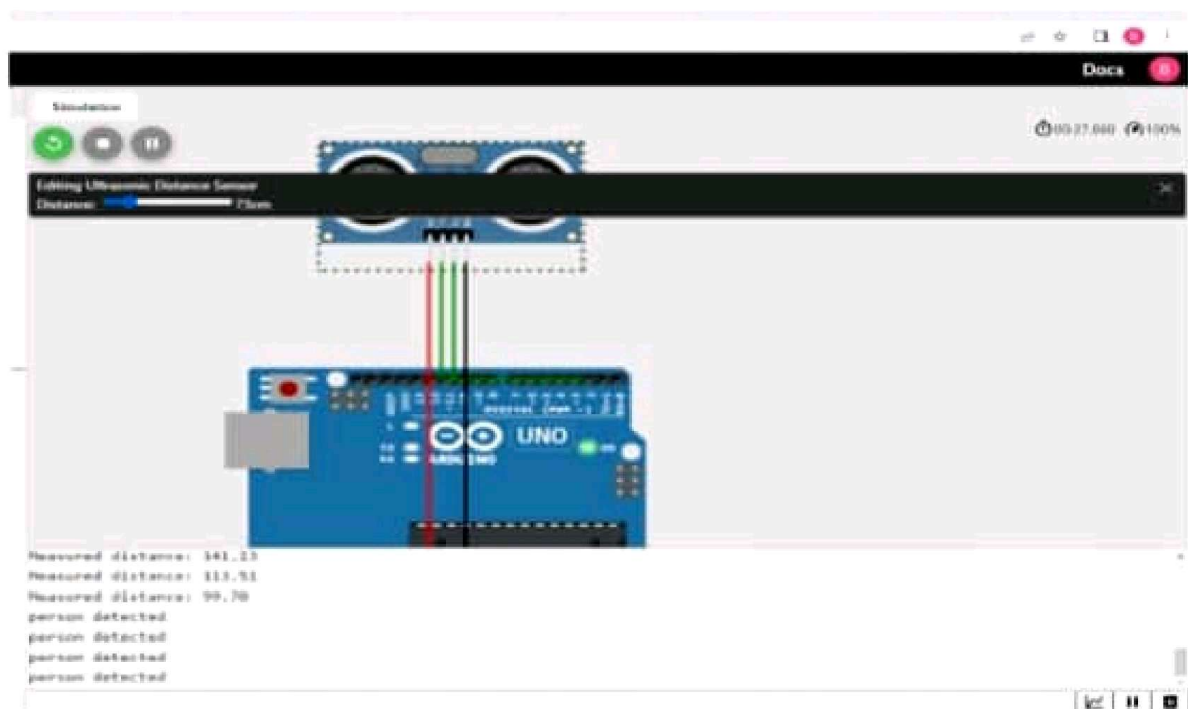 Docs
Simulation
00:27.660 100%
Editing Ultrasonic Distance Sensor
Distance: 73cm
UNO
ARDUINO
Measured distance: 141.23
Measured distance: 113.51
Measured distance: 99.70
person detected
person detected
person detected
person detected